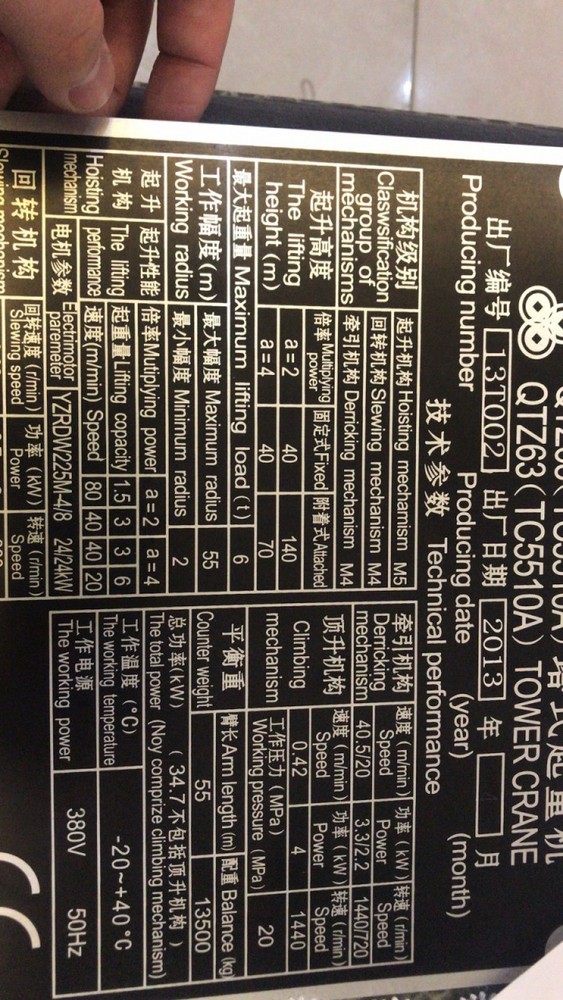 QTZ63(TC5510A)塔式起重机
QTZ63(TC5510A) TOWER CRANE
出厂编号 13T002 出厂日期 2013 年 月
Producing number Producing date (year) (month)
技术参数 Technical performance
机构级别
Clawsification
group of
mechanisms
起升机构 Hoisting mechamism M5
回转机构 Slewing mechanism M4
牵引机构 Derricking mechanism M4
起升高度
The lifting
height (m)
倍率 Multiplying power 固定式 Fixed 附着式 Attached
a=2 40 140
a=4 40 70
最大起重量 Maximum lifting load (t) 6
工作幅度(m)
Working radius
最大幅度 Maximum radius 55
最小幅度 Minimum radius 2
起升
机构
Hoisting
mechanism
起升性能
The lifting
performance
倍率 Mutiplying power a=2 a=4
起重量 Lifting capacity 1.5 3 3 6
速度(m/min) Speed 80 40 40 20
电机参数 Electrimotor paremeter YZRDW225M-4/8 24/24kW
回转机构
Slewing mechanism
回转速度(r/min) 功率(kW) 转速(r/min)
Slewing speed Power Speed
牵引机构
Derricking
mechanism
速度(m/min) 功率(kW) 转速(r/min)
Speed Power Speed
40.5/20 3.3/2.2 1440/720
顶升机构
Climbing
mechanism
速度(m/min) 功率(kW) 转速(r/min)
Speed Power Speed
0.42 4 1440
工作压力(MPa)
Working pressure (MPa) 20
平衡重
Counter weight
臂长 Arm length (m) 配重 Balance (kg)
55 13500
总功率(kW) (34.7不包括顶升机构)
The total power (Noy comprize climbing mechaism)
工作温度(°C)
The working temperature
-20~+40°C
工作电源
The working power
380V 50Hz